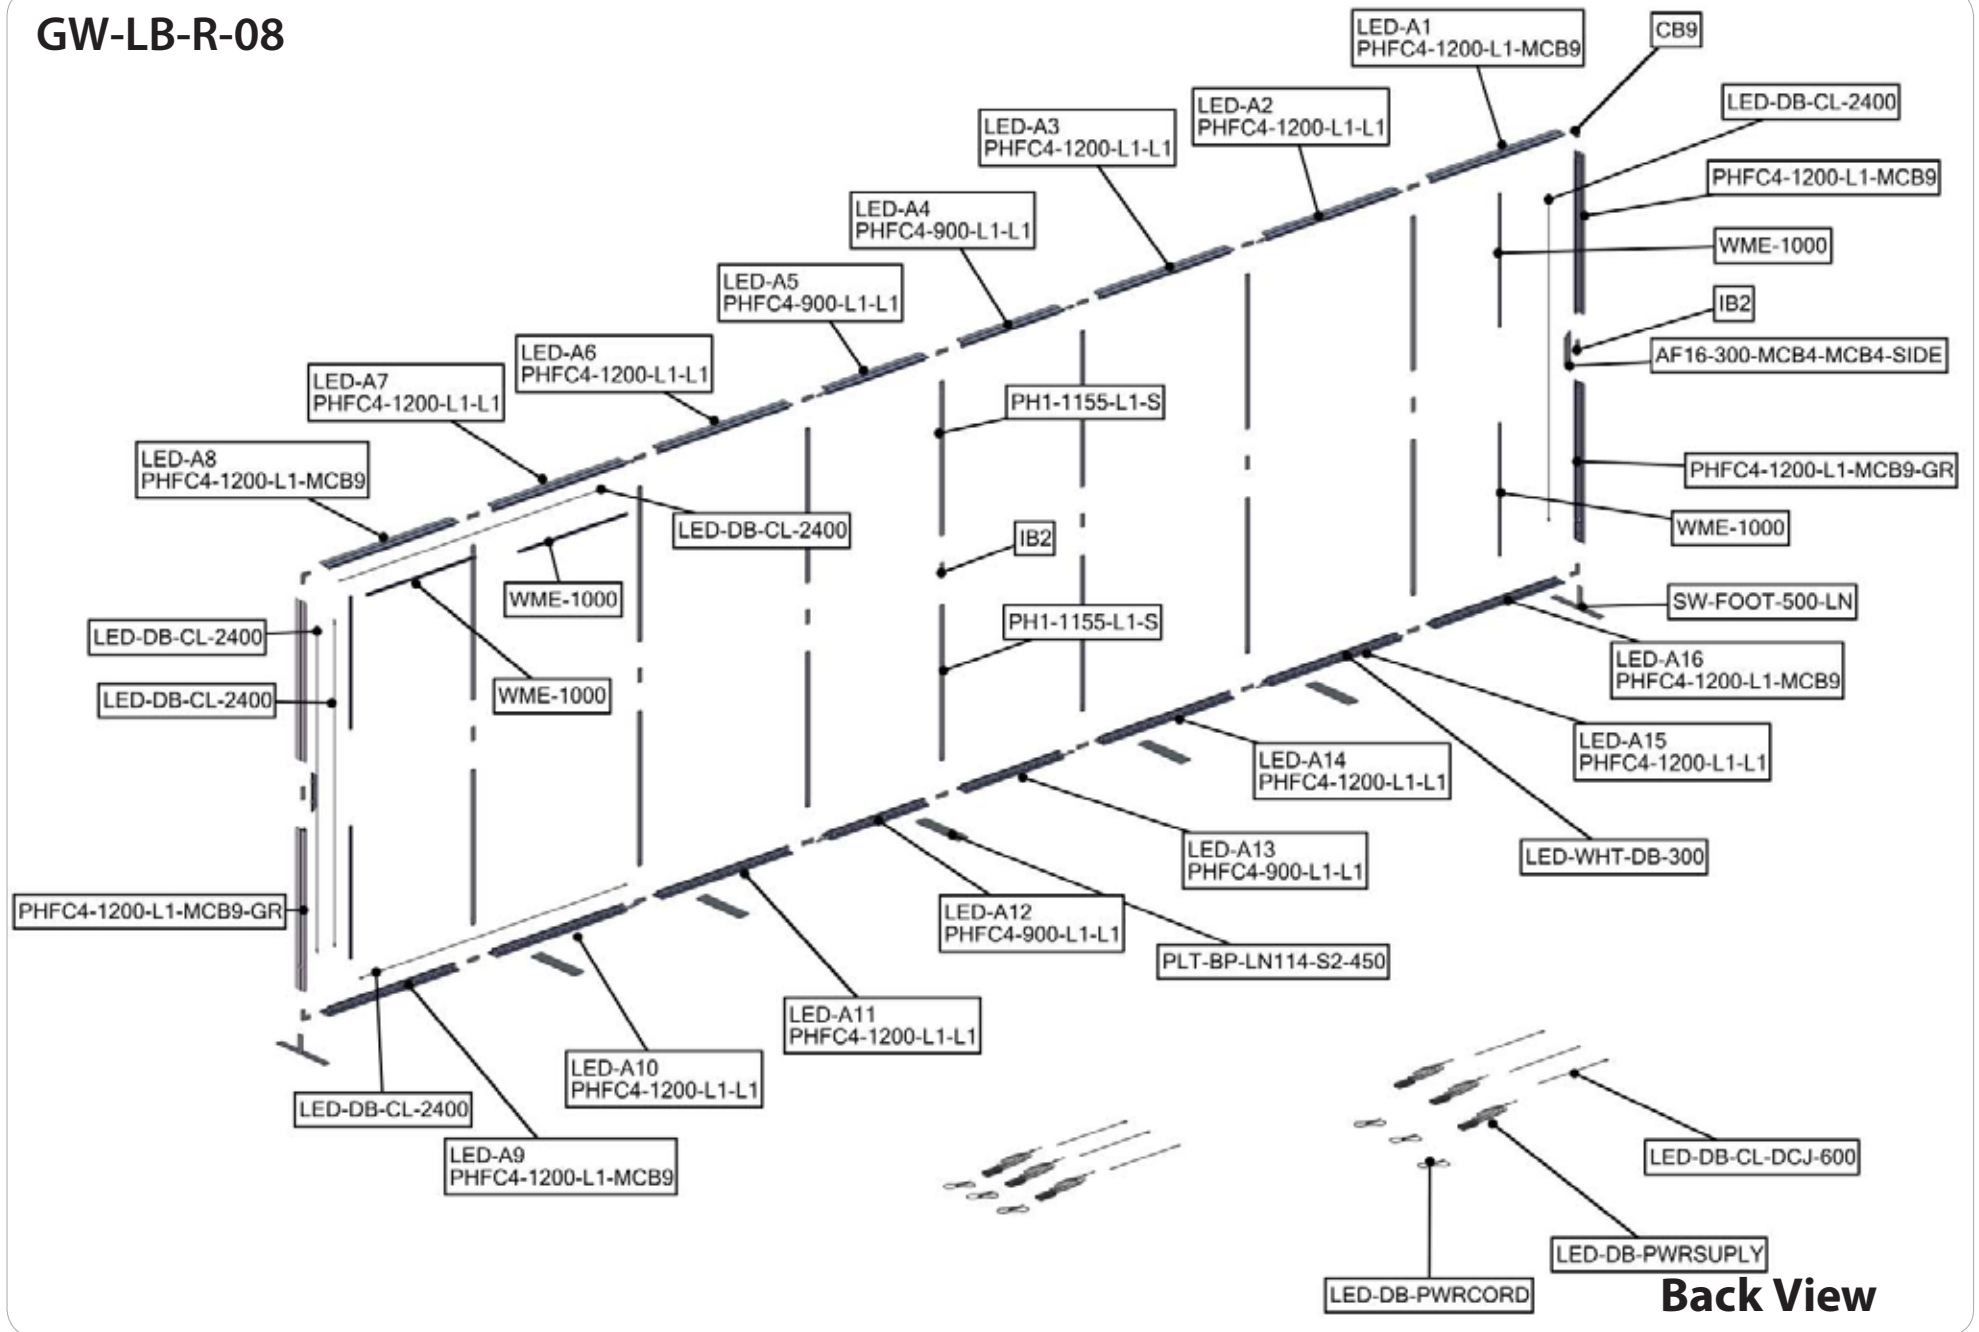 GW-LB-R-08
LED-A1
PHFC4-1200-L1-MCB9
CB9
LED-DB-CL-2400
LED-A2
PHFC4-1200-L1-L1
LED-A3
PHFC4-1200-L1-L1
PHFC4-1200-L1-MCB9
LED-A4
PHFC4-900-L1-L1
WME-1000
LED-A5
PHFC4-900-L1-L1
IB2
LED-A6
PHFC4-1200-L1-L1
AF16-300-MCB4-MCB4-SIDE
LED-A7
PHFC4-1200-L1-L1
PH1-1155-L1-S
LED-A8
PHFC4-1200-L1-MCB9
PHFC4-1200-L1-MCB9-GR
LED-DB-CL-2400
IB2
WME-1000
WME-1000
SW-FOOT-500-LN
LED-DB-CL-2400
PH1-1155-L1-S
LED-A16
PHFC4-1200-L1-MCB9
LED-DB-CL-2400
WME-1000
LED-A15
PHFC4-1200-L1-L1
LED-A14
PHFC4-1200-L1-L1
LED-A13
PHFC4-900-L1-L1
LED-WHT-DB-300
PHFC4-1200-L1-MCB9-GR
LED-A12
PHFC4-900-L1-L1
PLT-BP-LN114-S2-450
LED-A11
PHFC4-1200-L1-L1
LED-A10
PHFC4-1200-L1-L1
LED-DB-CL-2400
LED-A9
PHFC4-1200-L1-MCB9
LED-DB-CL-DCJ-600
LED-DB-PWRSUPLY
LED-DB-PWRCORD
Back View